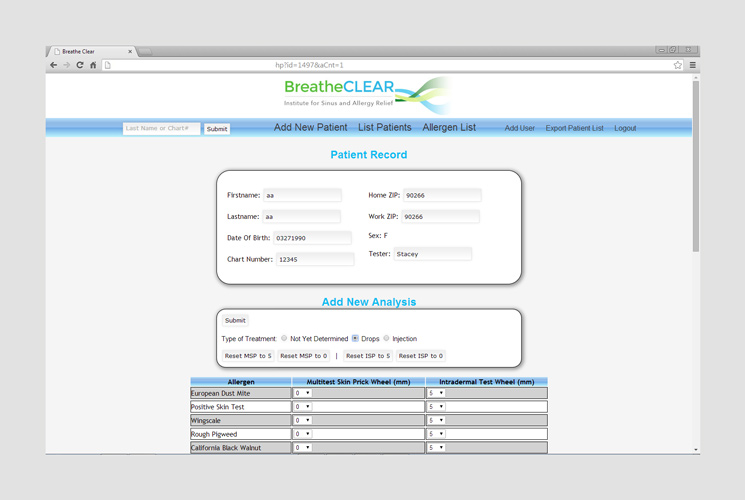 Breathe Clear
hp?id=1497&aCnt=1
BreatheCLEAR
Institute for Sinus and Allergy Relief
Last Name or Chart# Submit Add New Patient List Patients Allergen List Add User Export Patient List Logout
Patient Record
Firstname: aa Home ZIP: 90266
Lastname: aa Work ZIP: 90266
Date Of Birth: 03271990 Sex: F
Chart Number: 12345 Tester: Stacey
Add New Analysis
Submit
Type of Treatment: Not Yet Determined Drops Injection
Reset MSP to 5 Reset MSP to 0 | Reset ISP to 5 Reset ISP to 0
Allergen Multitest Skin Prick Wheel (mm) Intradermal Test Wheel (mm)
European Dust Mite 0 5
Positive Skin Test 0 5
Wingscale 0 5
Rough Pigweed 0 5
California Black Walnut 0 5